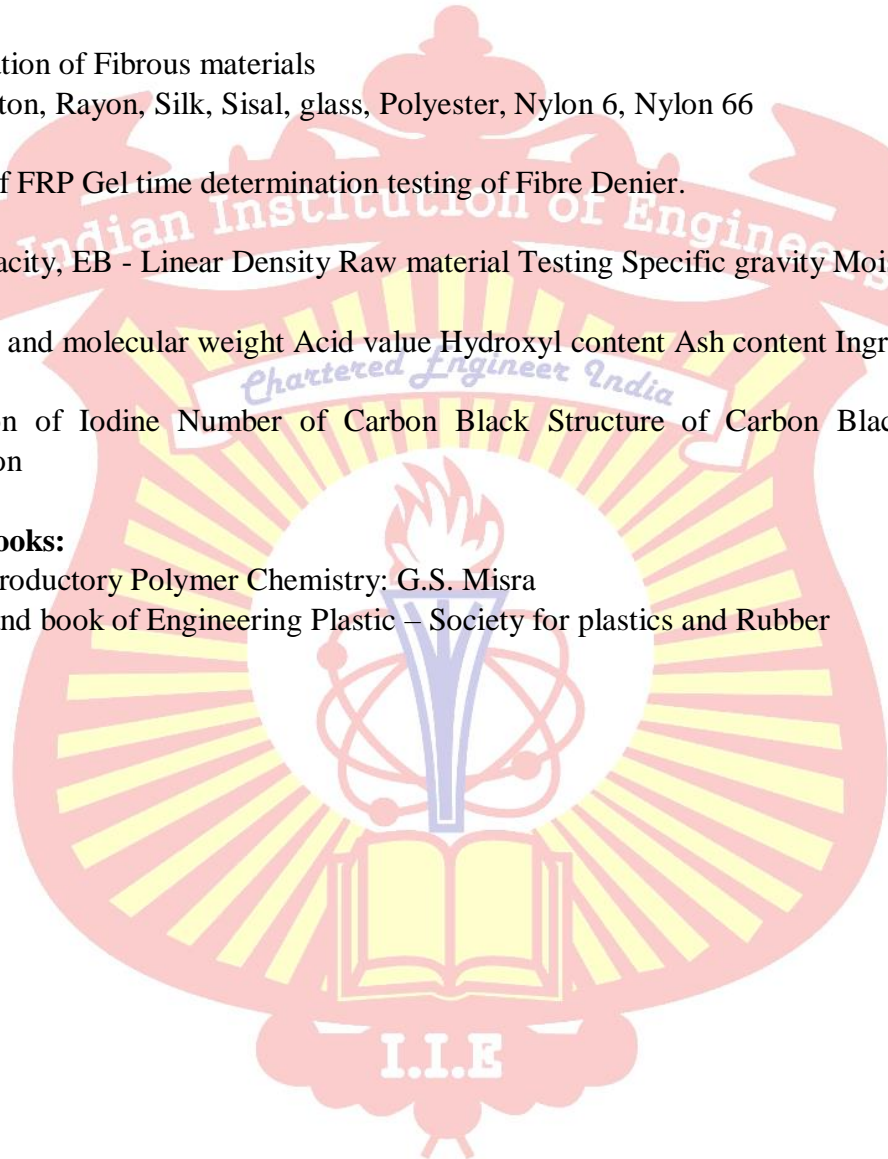 tion of Fibrous materials
ton, Rayon, Silk, Sisal, glass, Polyester, Nylon 6, Nylon 66
f FRP Gel time determination testing of Fibre Denier.
Indian Institution of Engineers
acity, EB - Linear Density Raw material Testing Specific gravity Moi
and molecular weight Acid value Hydroxyl content Ash content Ingr
Chartered Engineer India
on of Iodine Number of Carbon Black Structure of Carbon Blac
on
ooks:
roductory Polymer Chemistry: G.S. Misra
nd book of Engineering Plastic – Society for plastics and Rubber
I.I.E